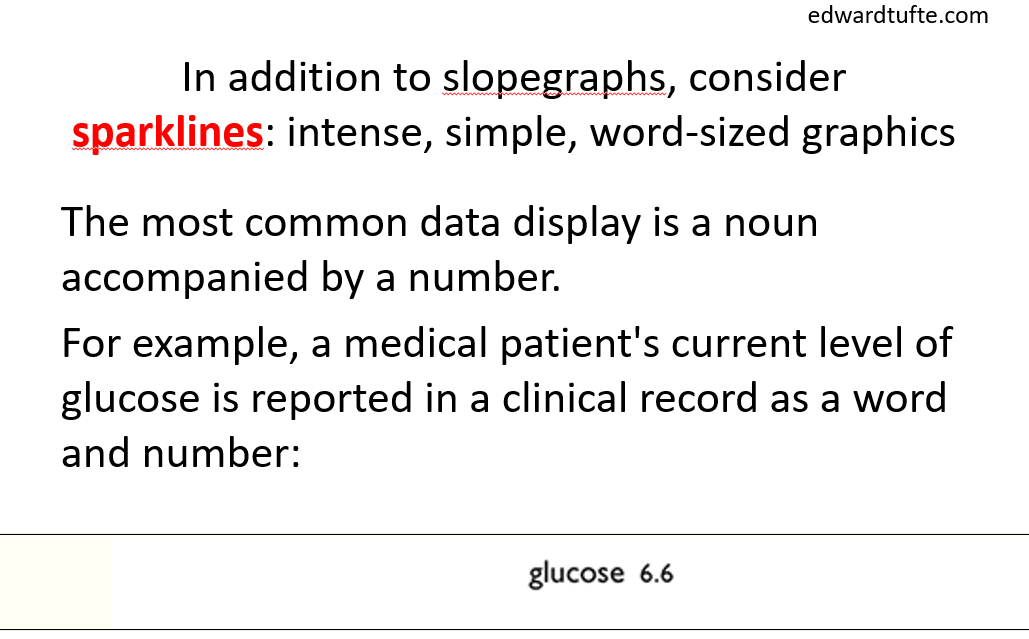 edwardtufte.com
In addition to slopegraphs, consider
sparklines: intense, simple, word-sized graphics
The most common data display is a noun
accompanied by a number.
For example, a medical patient's current level of
glucose is reported in a clinical record as a word
and number:
glucose 6.6